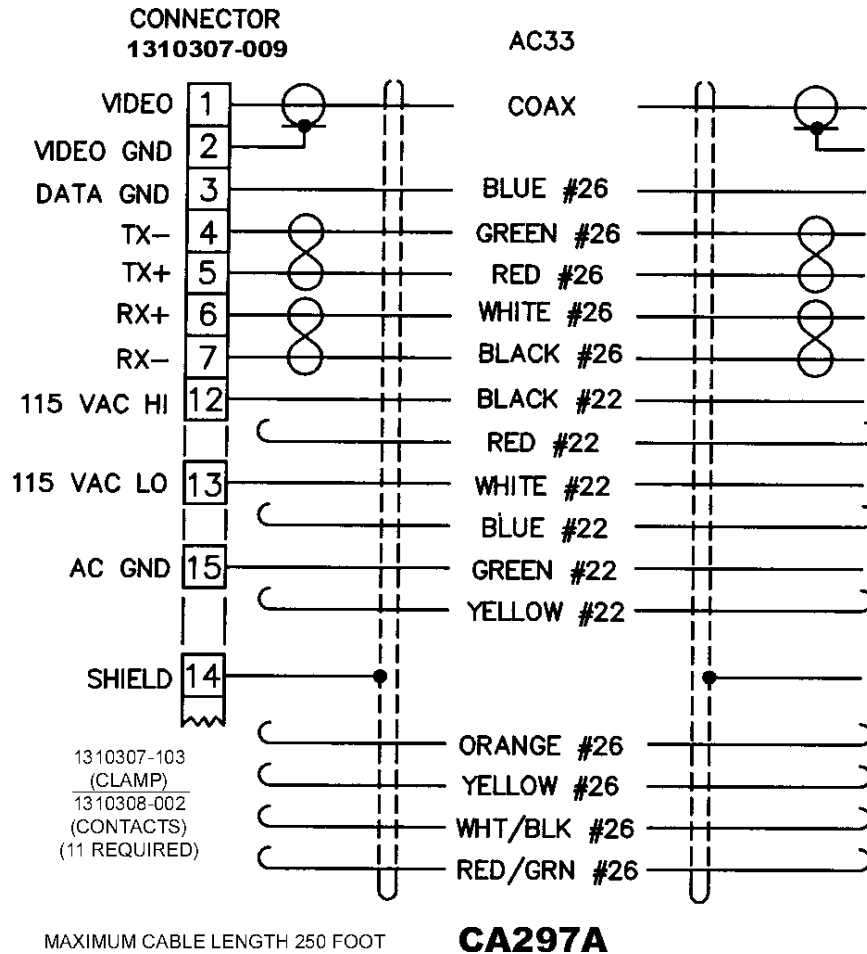 CONNECTOR
1310307-009
AC33
VIDEO 1 COAX
VIDEO GND 2
DATA GND 3 BLUE #26
TX- 4 GREEN #26
TX+ 5 RED #26
RX+ 6 WHITE #26
RX- 7 BLACK #26
115 VAC HI 12 BLACK #22
RED #22
115 VAC LO 13 WHITE #22
BLUE #22
AC GND 15 GREEN #22
YELLOW #22
SHIELD 14
ORANGE #26
YELLOW #26
WHT/BLK #26
RED/GRN #26
1310307-103
(CLAMP)
1310308-002
(CONTACTS)
(11 REQUIRED)
MAXIMUM CABLE LENGTH 250 FOOT
CA297A